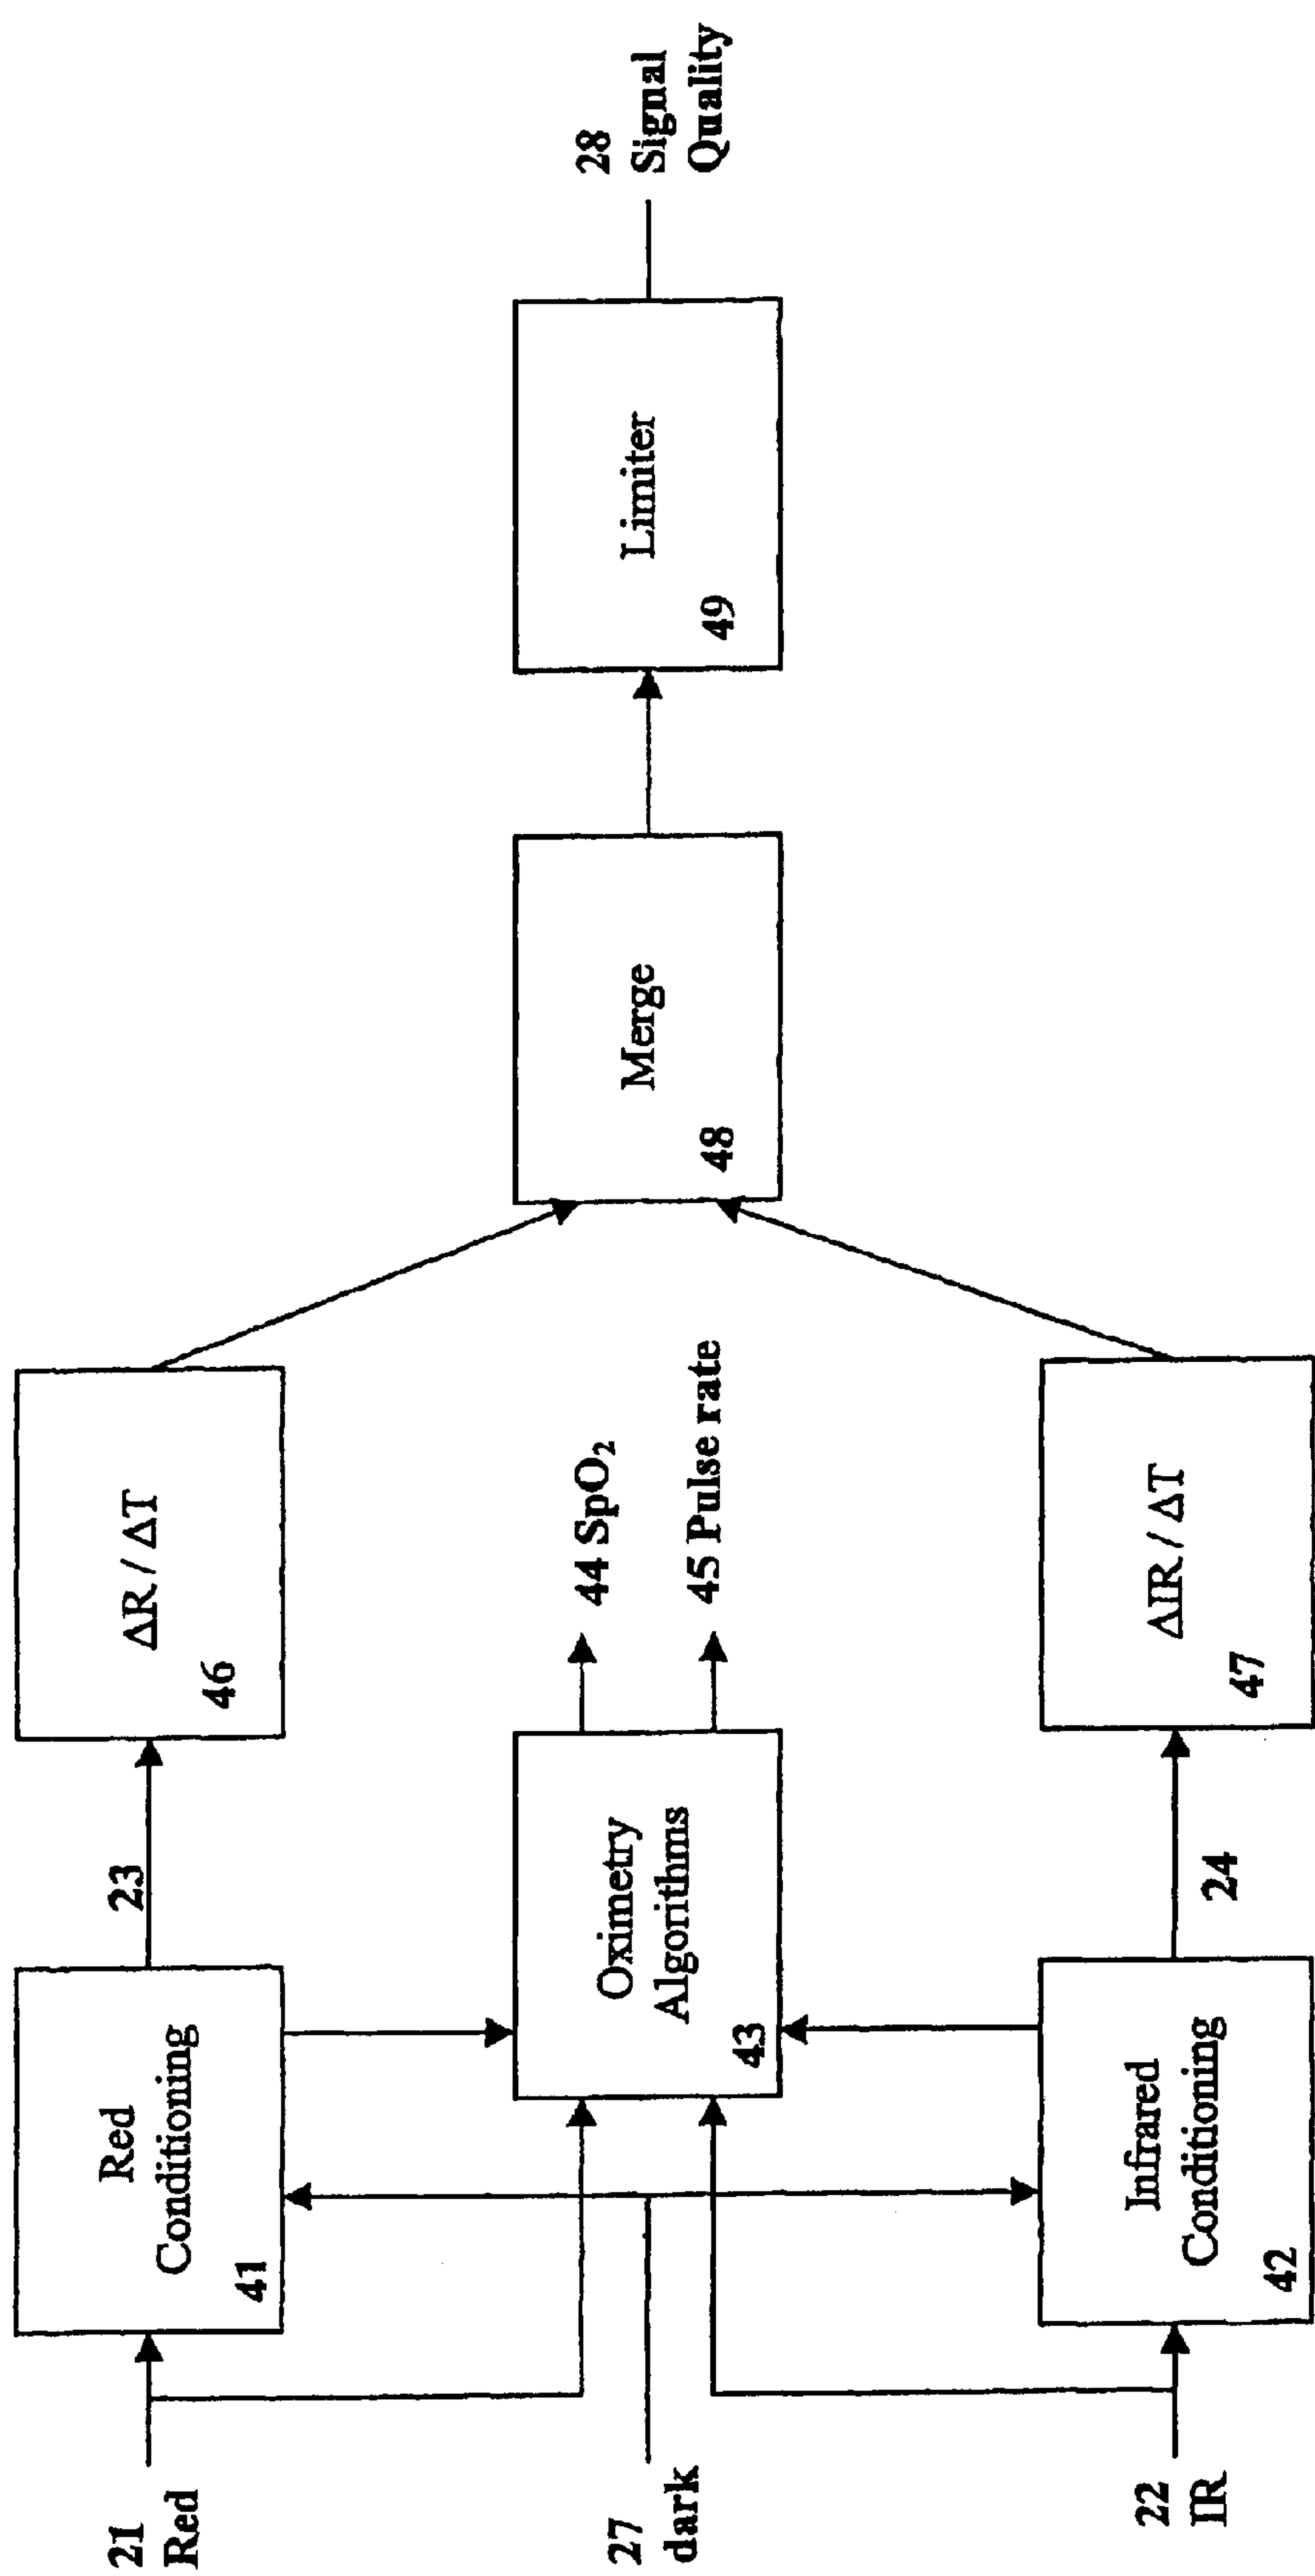 21
Red
27
dark
22
IR
Red
Conditioning
41
23
ΔR / ΔT
46
Oximetry
Algorithms
43
44 SpO₂
45 Pulse rate
Infrared
Conditioning
42
24
ΔIR / ΔT
47
Merge
48
Limiter
49
28
Signal
Quality